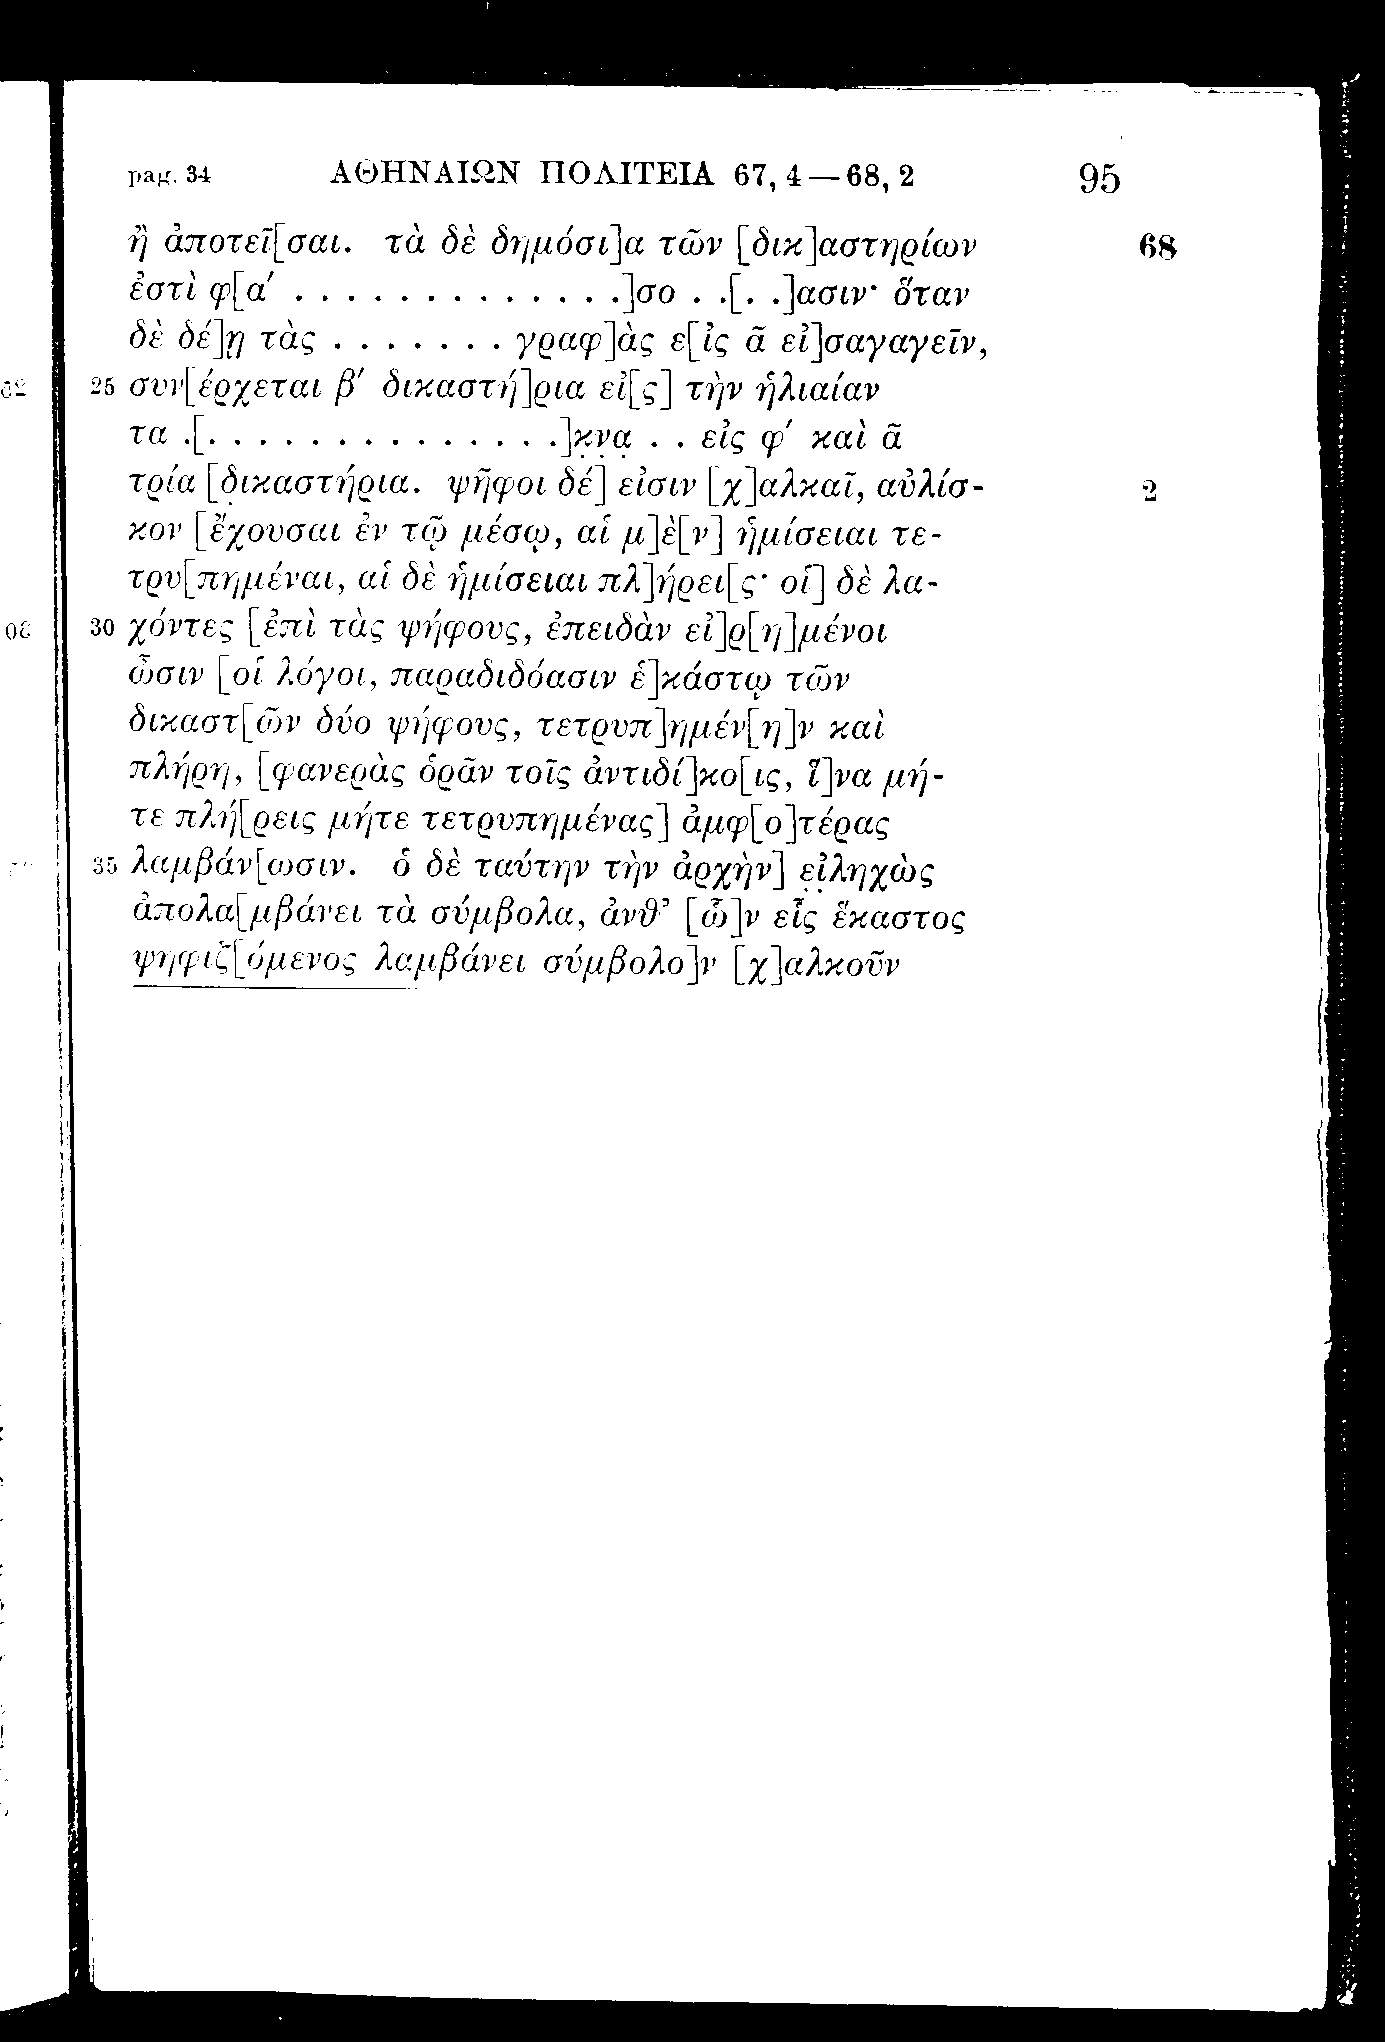 pag. 34 ΑΘΗΝΑΙΩΝ ΠΟΛΙΤΕΙΑ 67, 4 — 68, 2 95
ἢ ἀποτεῖ[σαι. τὰ δὲ δημόσι]α τῶν [δικ]αστηρίων 68
ἐστὶ φ[α′ . . . . . . . . . . . . .]σο . .[. .]ασιν· ὅταν
δὲ δέ]ῃ τὰς . . . . . . . γραφ]ὰς ε[ἰς ᾱ εἰ]σαγαγεῖν,
25 συν[έρχεται β′ δικαστή]ρια εἰ[ς] τὴν ἡλιαίαν
τα .[. . . . . . . . . . . . . .]κ̣ν̣α̣ . . εἰς φ′ καὶ ᾱ
τρία [δικαστήρια. ψῆφοι δέ] εἰσιν [χ]αλκαῖ, αὐλίσ- 2
κον [ἔχουσαι ἐν τῷ μέσῳ, αἱ μ]ὲ[ν] ἡμίσειαι τε-
τρυ[πημέναι, αἱ δὲ ἡμίσειαι πλ]ήρει[ς· οἱ] δὲ λα-
30 χόντες [ἐπὶ τὰς ψήφους, ἐπειδὰν εἰ]ρ[η]μένοι
ὦσιν [οἱ λόγοι, παραδιδόασιν ἑ]κάστῳ τῶν
δικαστ[ῶν δύο ψήφους, τετρυπ]ημέν[η]ν καὶ
πλήρη, [φανερὰς ὁρᾶν τοῖς ἀντιδί]κο[ις, ἵ]να μή-
τε πλή[ρεις μήτε τετρυπημένας] ἀμφ[ο]τέρας
35 λαμβάν[ωσιν. ὁ δὲ ταύτην τὴν ἀρχὴν] ε̣ἰ̣ληχὼς
ἀπολα[μβάνει τὰ σύμβολα, ἀνθ’ [ὧ]ν εἷς ἕκαστος
ψηφιζ[όμενος λαμβάνει σύμβολο]ν [χ]αλκοῦν